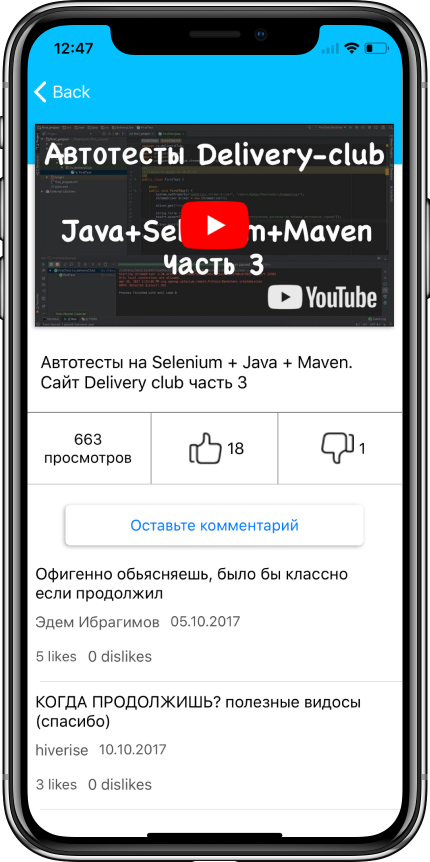 12:47
Back
Автотесты Delivery-club
Java+Selenium+Maven
Часть 3
YouTube
Автотесты на Selenium + Java + Maven.
Сайт Delivery club часть 3
663
просмотров
18
1
Оставьте комментарий
Офигенно обьясняешь, было бы классно
если продолжил
Эдем Ибрагимов 05.10.2017
5 likes 0 dislikes
КОГДА ПРОДОЛЖИШЬ? полезные видосы
(спасибо)
hiverise 10.10.2017
3 likes 0 dislikes